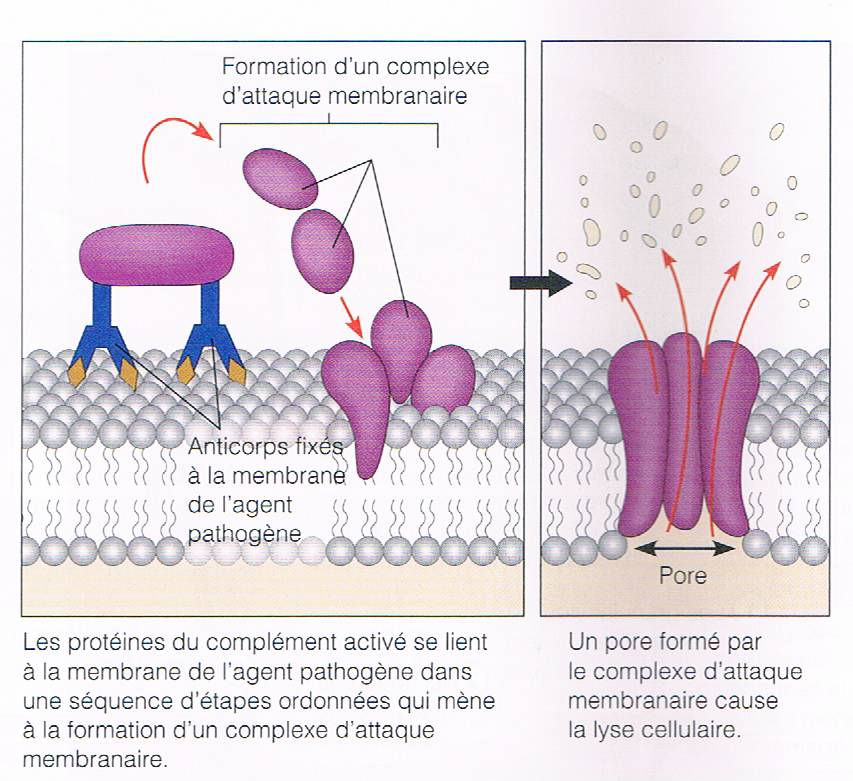 Formation d'un complexe
d'attaque membranaire
Anticorps fixés
à la membrane
de l'agent
pathogène
Pore
Les protéines du complément activé se lient
à la membrane de l'agent pathogène dans
une séquence d'étapes ordonnées qui mène
à la formation d'un complexe d'attaque
membranaire.
Un pore formé par
le complexe d'attaque
membranaire cause
la lyse cellulaire.